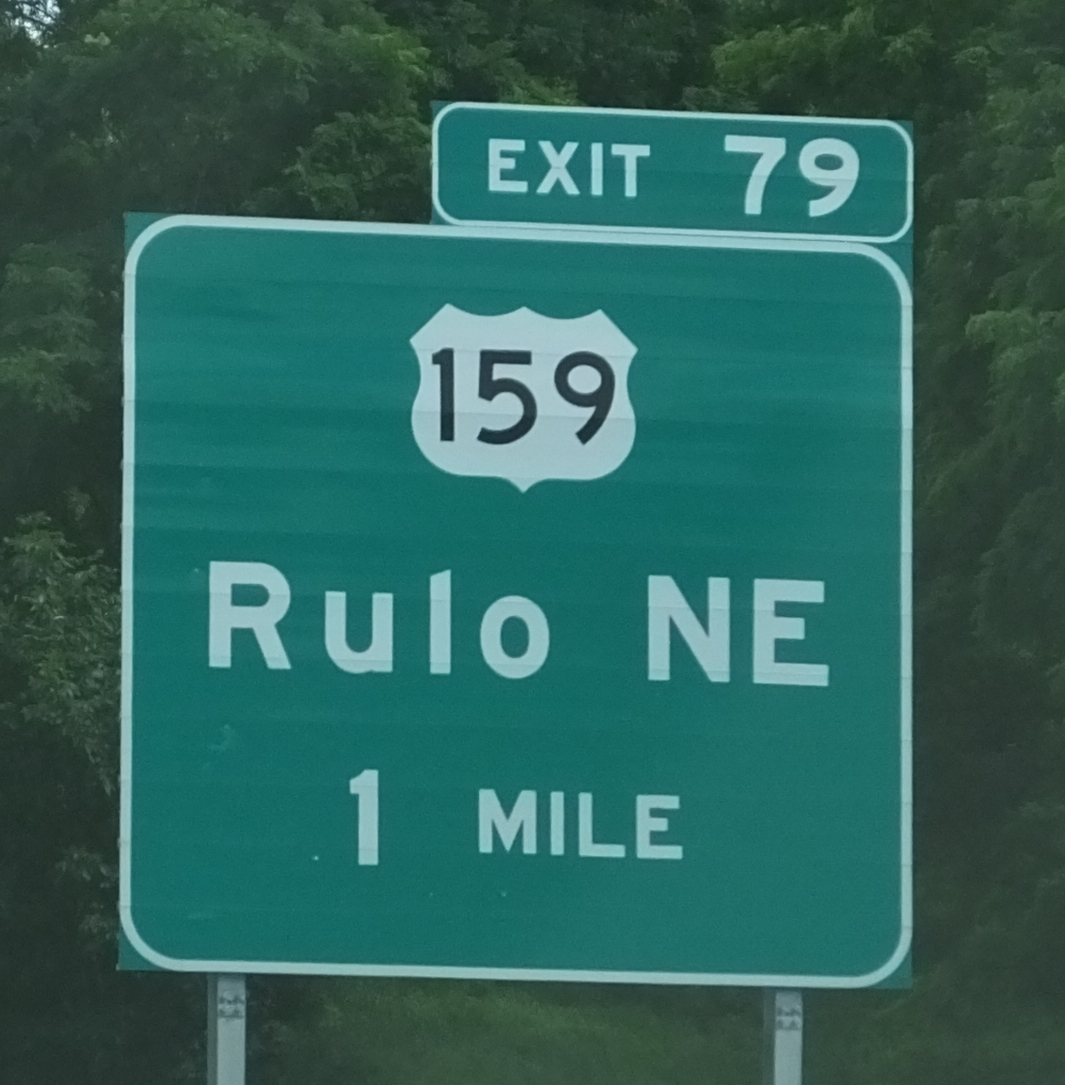 EXIT 79
159
Rulo NE
1 MILE